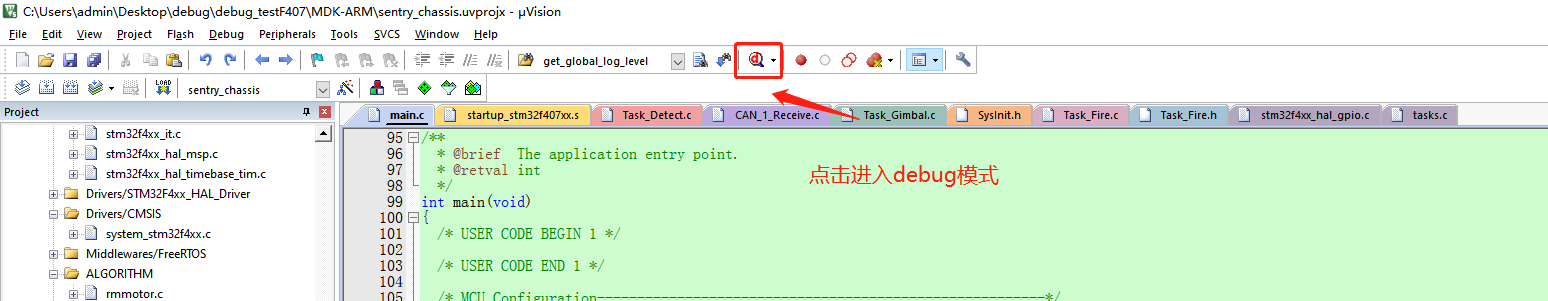 C:\Users\admin\Desktop\debug\debug_testF407\MDK-ARM\sentry_chassis.uvprojx - µVision
File Edit View Project Flash Debug Peripherals Tools SVCS Window Help
get_global_log_level
LOAD sentry_chassis
Project
main.c startup_stm32f407xx.s Task_Detect.c CAN_1_Receive.c Task_Gimbal.c SysInit.h Task_Fire.c Task_Fire.h stm32f4xx_hal_gpio.c tasks.c
stm32f4xx_it.c
stm32f4xx_hal_msp.c
stm32f4xx_hal_timebase_tim.c
Drivers/STM32F4xx_HAL_Driver
Drivers/CMSIS
system_stm32f4xx.c
Middlewares/FreeRTOS
ALGORITHM
rmmotor.c
95 /**
96 * @brief The application entry point.
97 * @retval int
98 */
99 int main(void)
100 {
101 /* USER CODE BEGIN 1 */
102
103 /* USER CODE END 1 */
104
105 /* MCU Configuration--------------------------------------------------------*/
点击进入debug模式